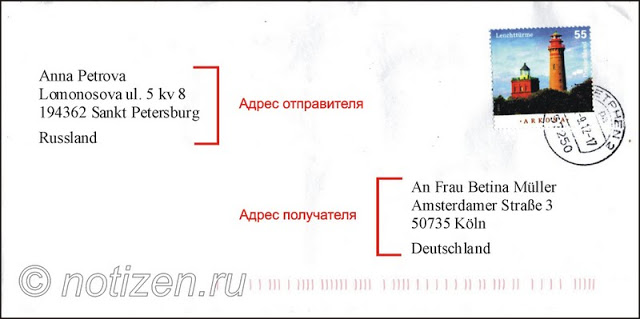 Anna Petrova
Lomonosova ul. 5 kv 8
194362 Sankt Petersburg
Russland
Адрес отправителя
Leuchttürme
55
ARKONA
Адрес получателя
An Frau Betina Müller
Amsterdamer Straße 3
50735 Köln
Deutschland
© notizen.ru